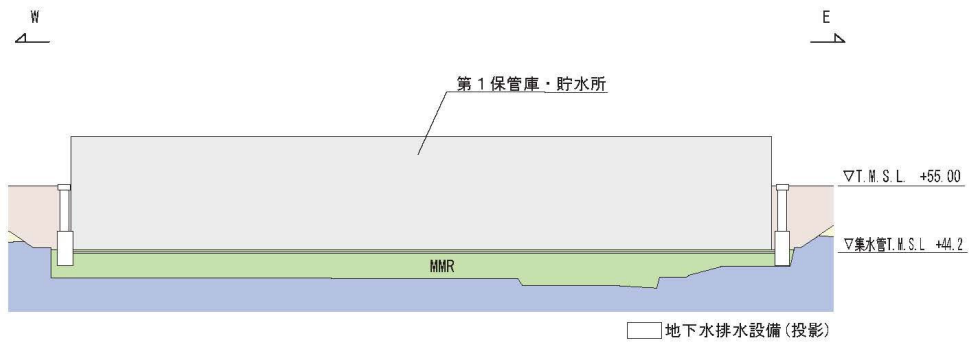 W
E
第1保管庫・貯水所
▽T.M.S.L. +55.00
▽集水管T.M.S.L +44.2
MMR
地下水排水設備(投影)